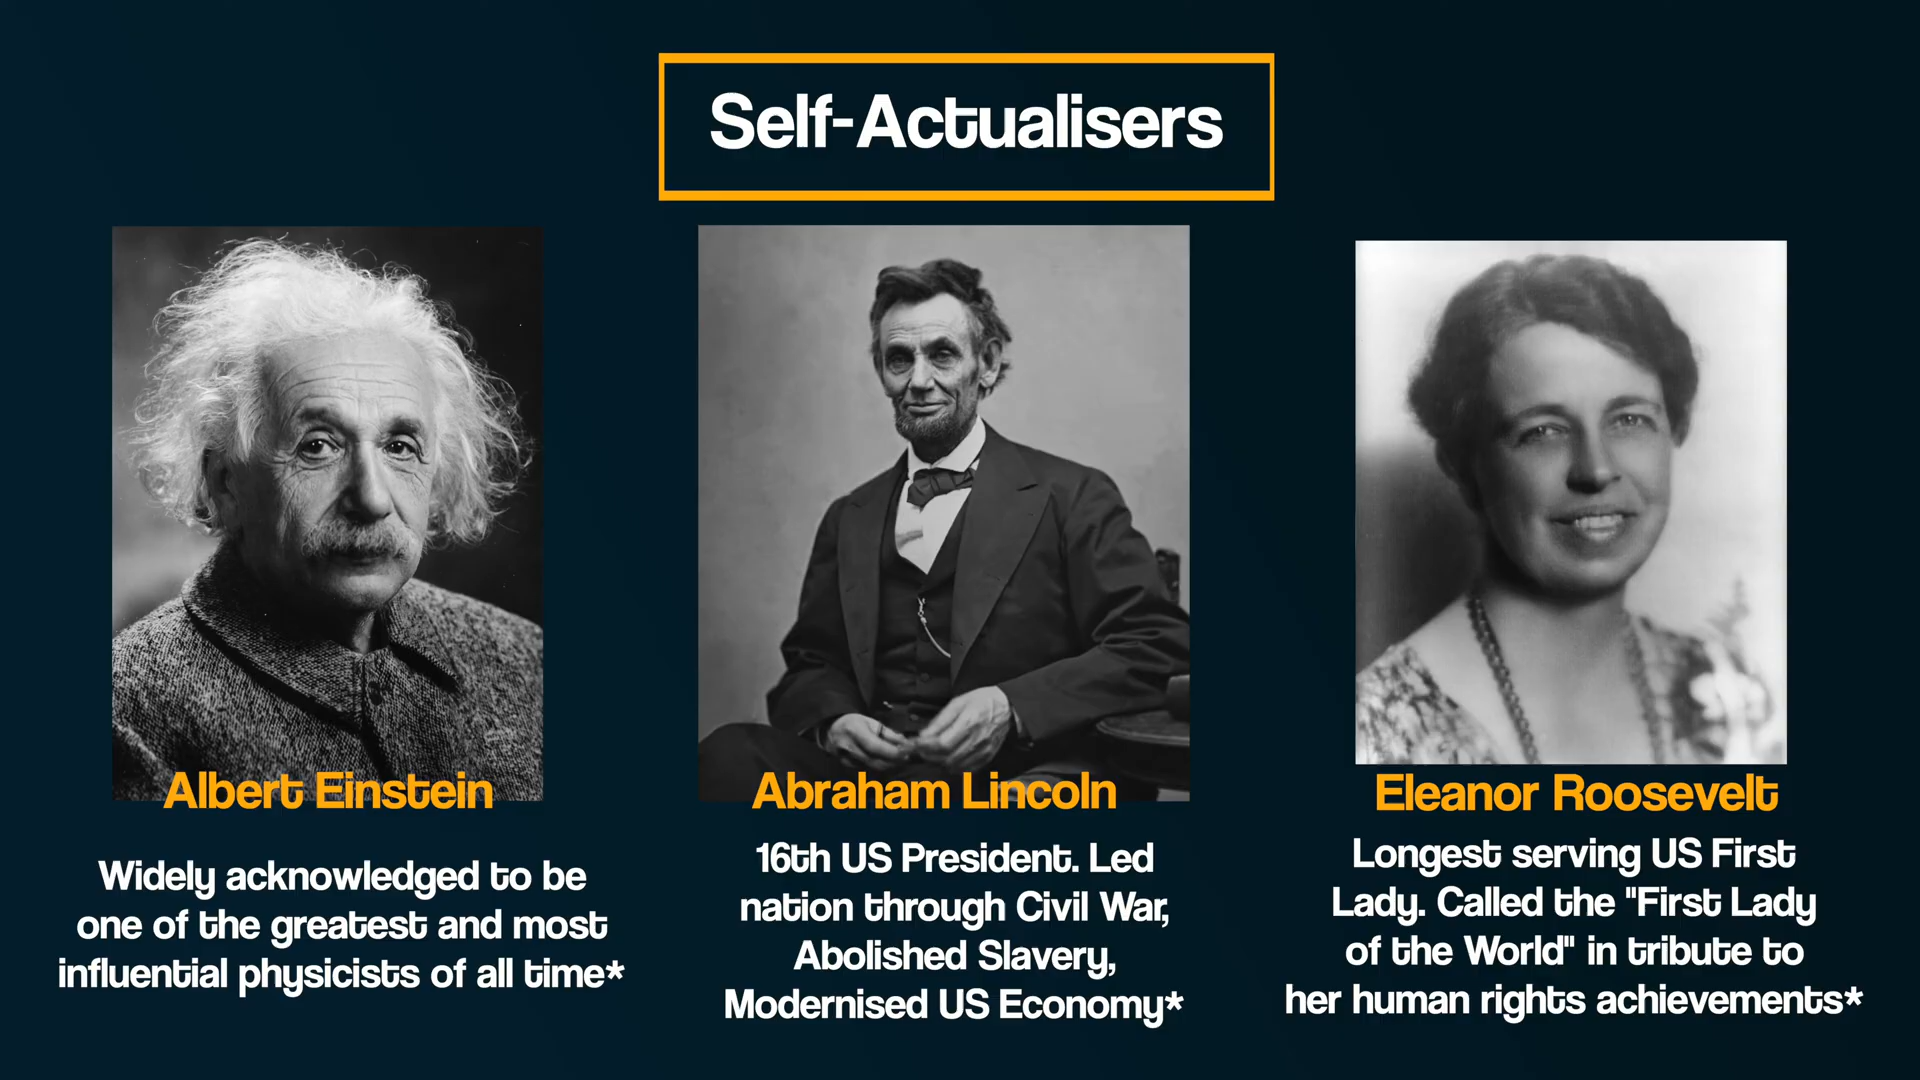 Self-Actualisers
Albert Einstein
Widely acknowledged to be
one of the greatest and most
influential physicists of all time*
Abraham Lincoln
16th US President. Led
nation through Civil War,
Abolished Slavery,
Modernised US Economy*
Eleanor Roosevelt
Longest serving US First
Lady. Called the "First Lady
of the World" in tribute to
her human rights achievements*